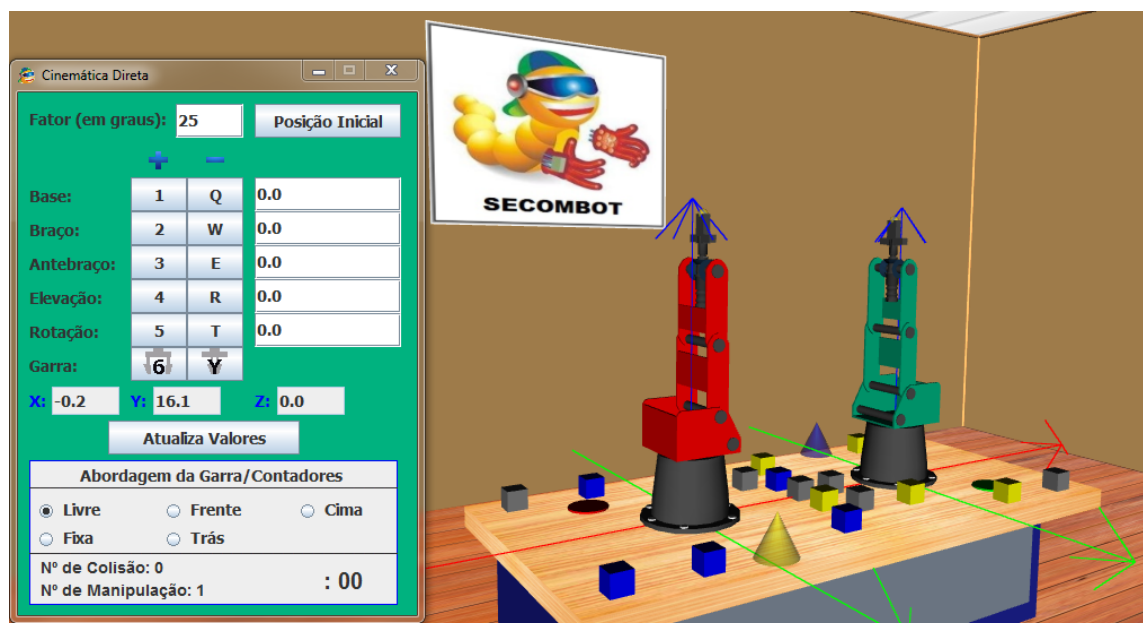 Cinemática Direta
Fator (em graus): 25 Posição Inicial
Base: 1 Q 0.0
Braço: 2 W 0.0
Antebraço: 3 E 0.0
Elevação: 4 R 0.0
Rotação: 5 T 0.0
Garra: 6 Y
X: -0.2 Y: 16.1 Z: 0.0
Atualiza Valores
Abordagem da Garra/Contadores
Livre Frente Cima
Fixa Trás
Nº de Colisão: 0
Nº de Manipulação: 1 : 00
SECOMBOT